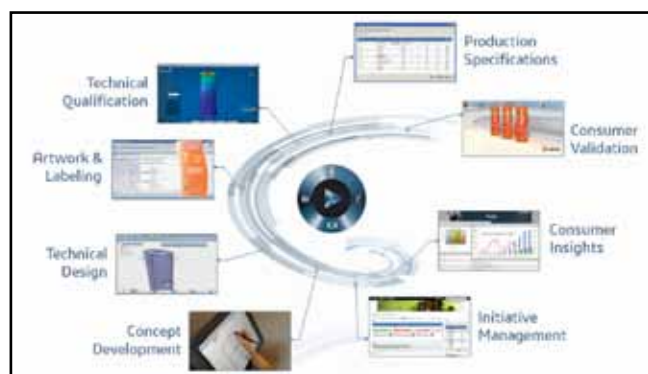 Production
Specifications
Technical
Qualification
Consumer
Validation
Artwork &
Labeling
Consumer
Insights
Technical
Design
Concept
Development
Initiative
Management